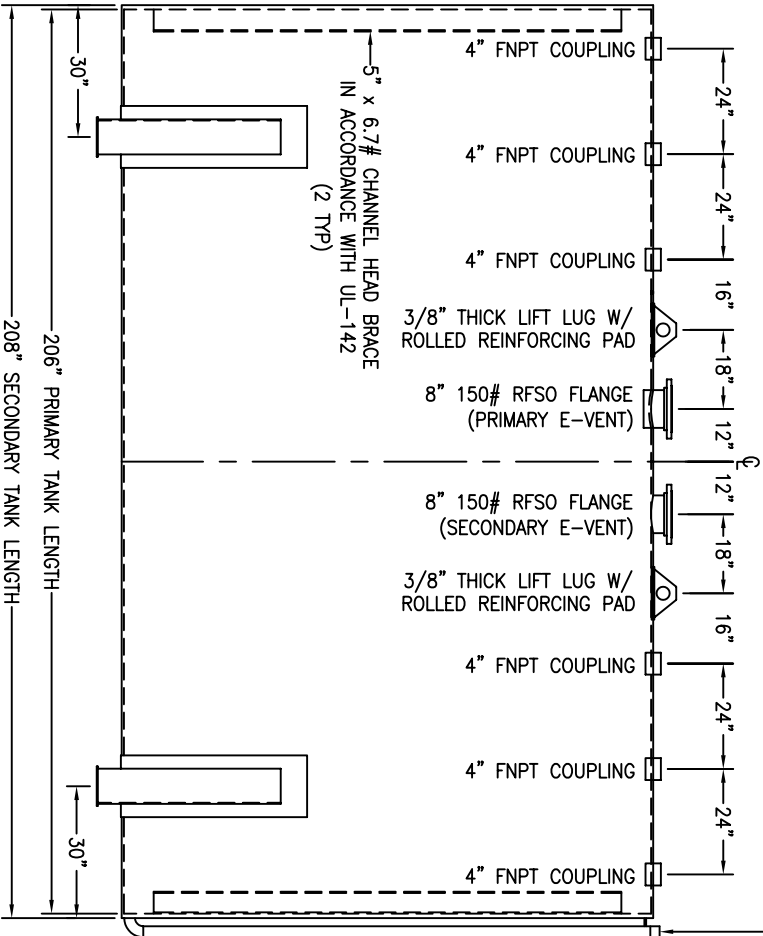 4" FNPT COUPLING
24"
4" FNPT COUPLING
24"
4" FNPT COUPLING
16"
3/8" THICK LIFT LUG W/
ROLLED REINFORCING PAD
18"
8" 150# RFSO FLANGE
(PRIMARY E-VENT)
12"
℄
12"
8" 150# RFSO FLANGE
(SECONDARY E-VENT)
18"
3/8" THICK LIFT LUG W/
ROLLED REINFORCING PAD
16"
4" FNPT COUPLING
24"
4" FNPT COUPLING
24"
4" FNPT COUPLING
5" x 6.7# CHANNEL HEAD BRACE
IN ACCORDANCE WITH UL-142
(2 TYP)
30"
30"
206" PRIMARY TANK LENGTH
208" SECONDARY TANK LENGTH